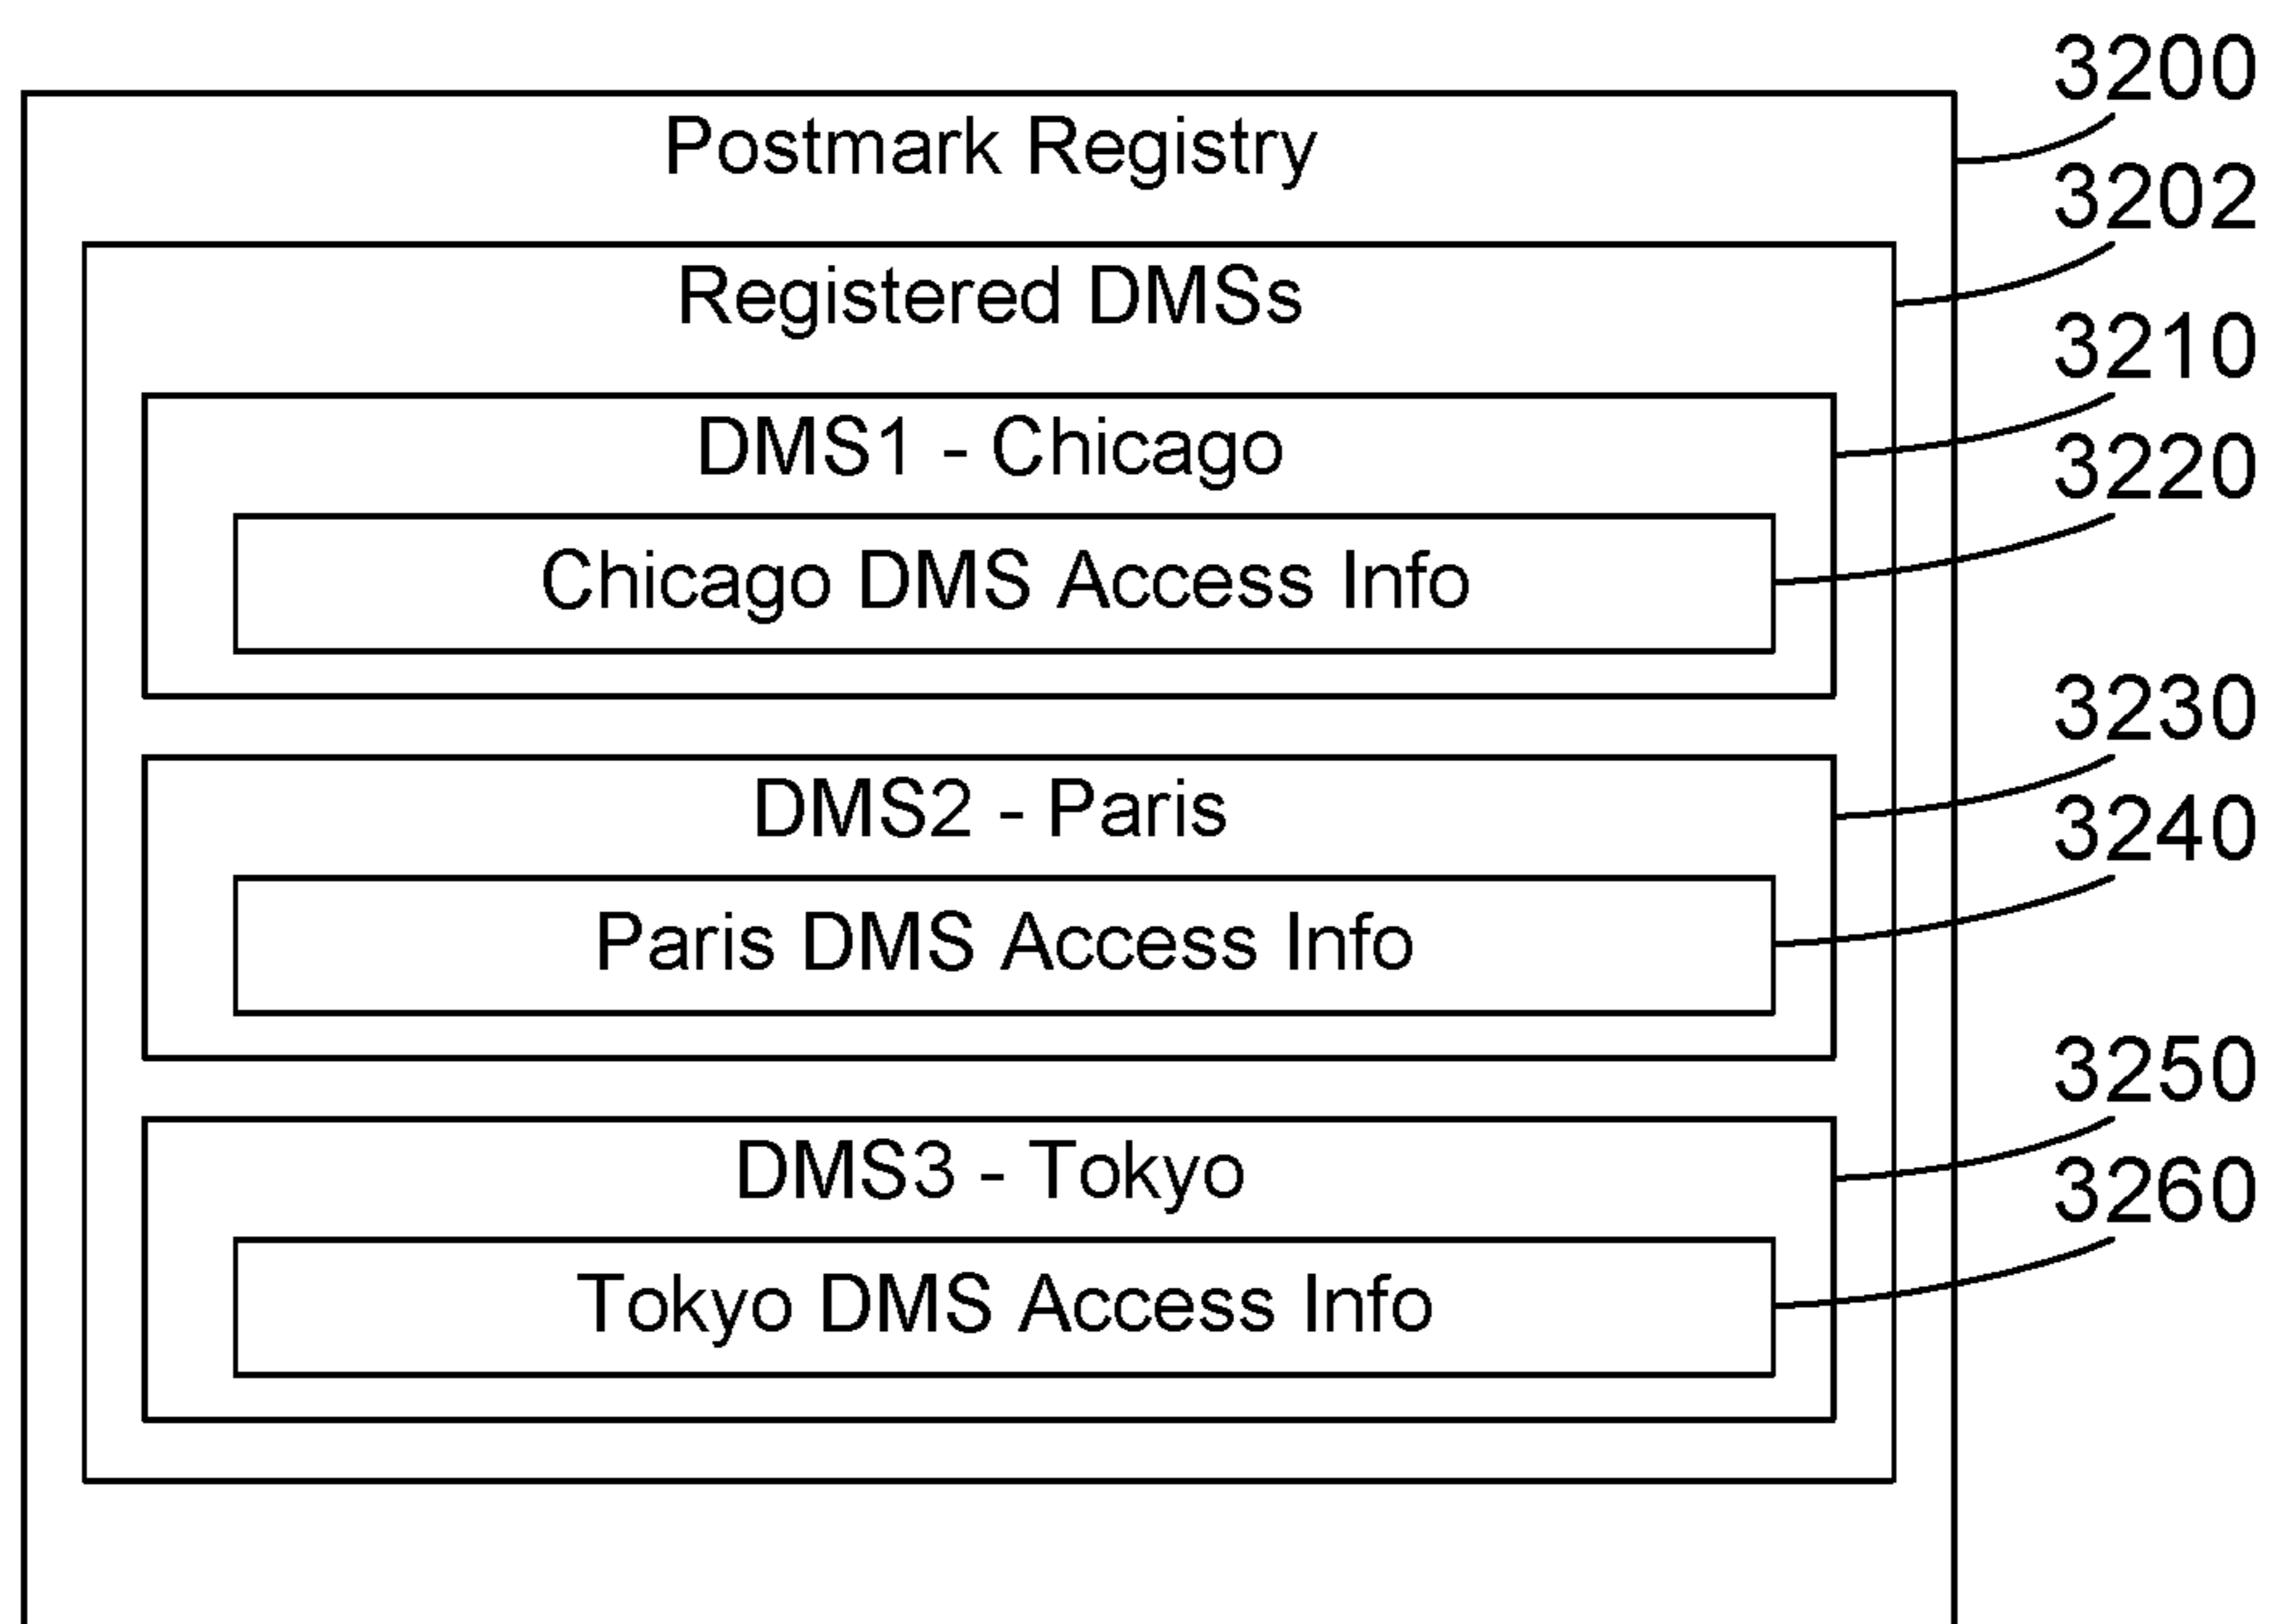 3200
Postmark Registry
3202
Registered DMSs
3210
DMS1 - Chicago
3220
Chicago DMS Access Info
3230
DMS2 - Paris
3240
Paris DMS Access Info
3250
DMS3 - Tokyo
3260
Tokyo DMS Access Info